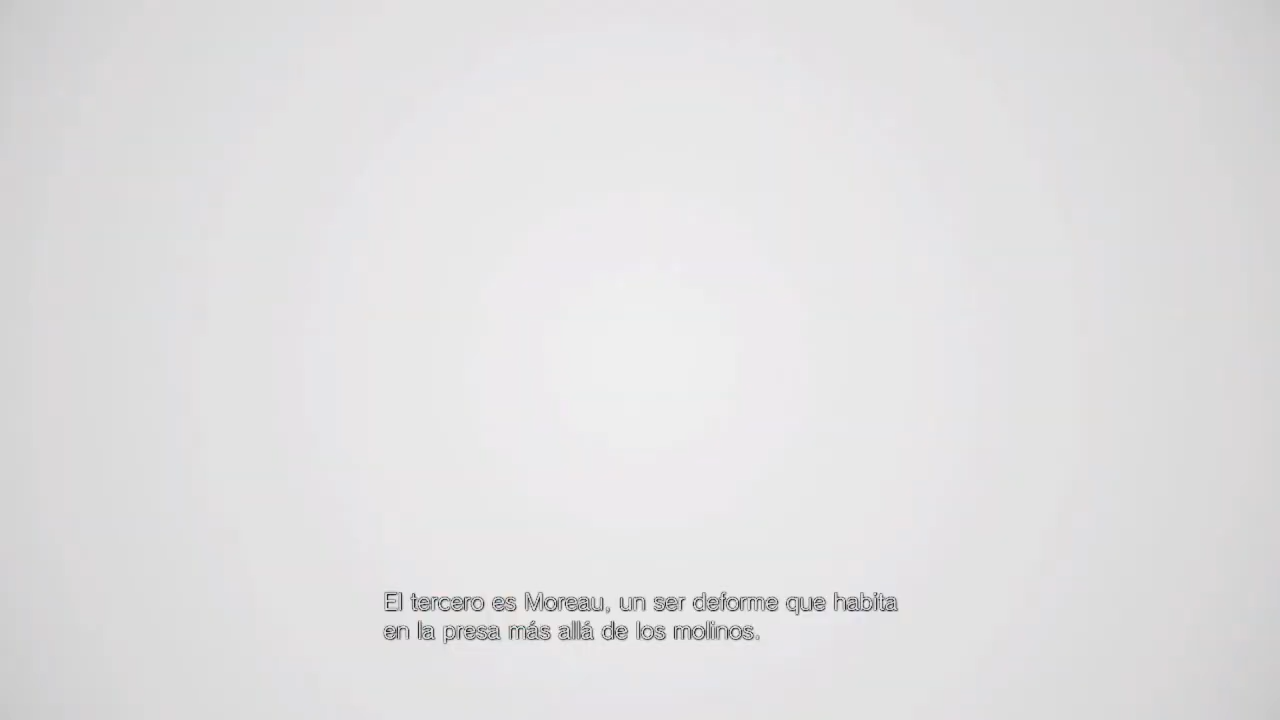 El tercero es Moreau, un ser deforme que habita
en la presa más allá de los molinos.